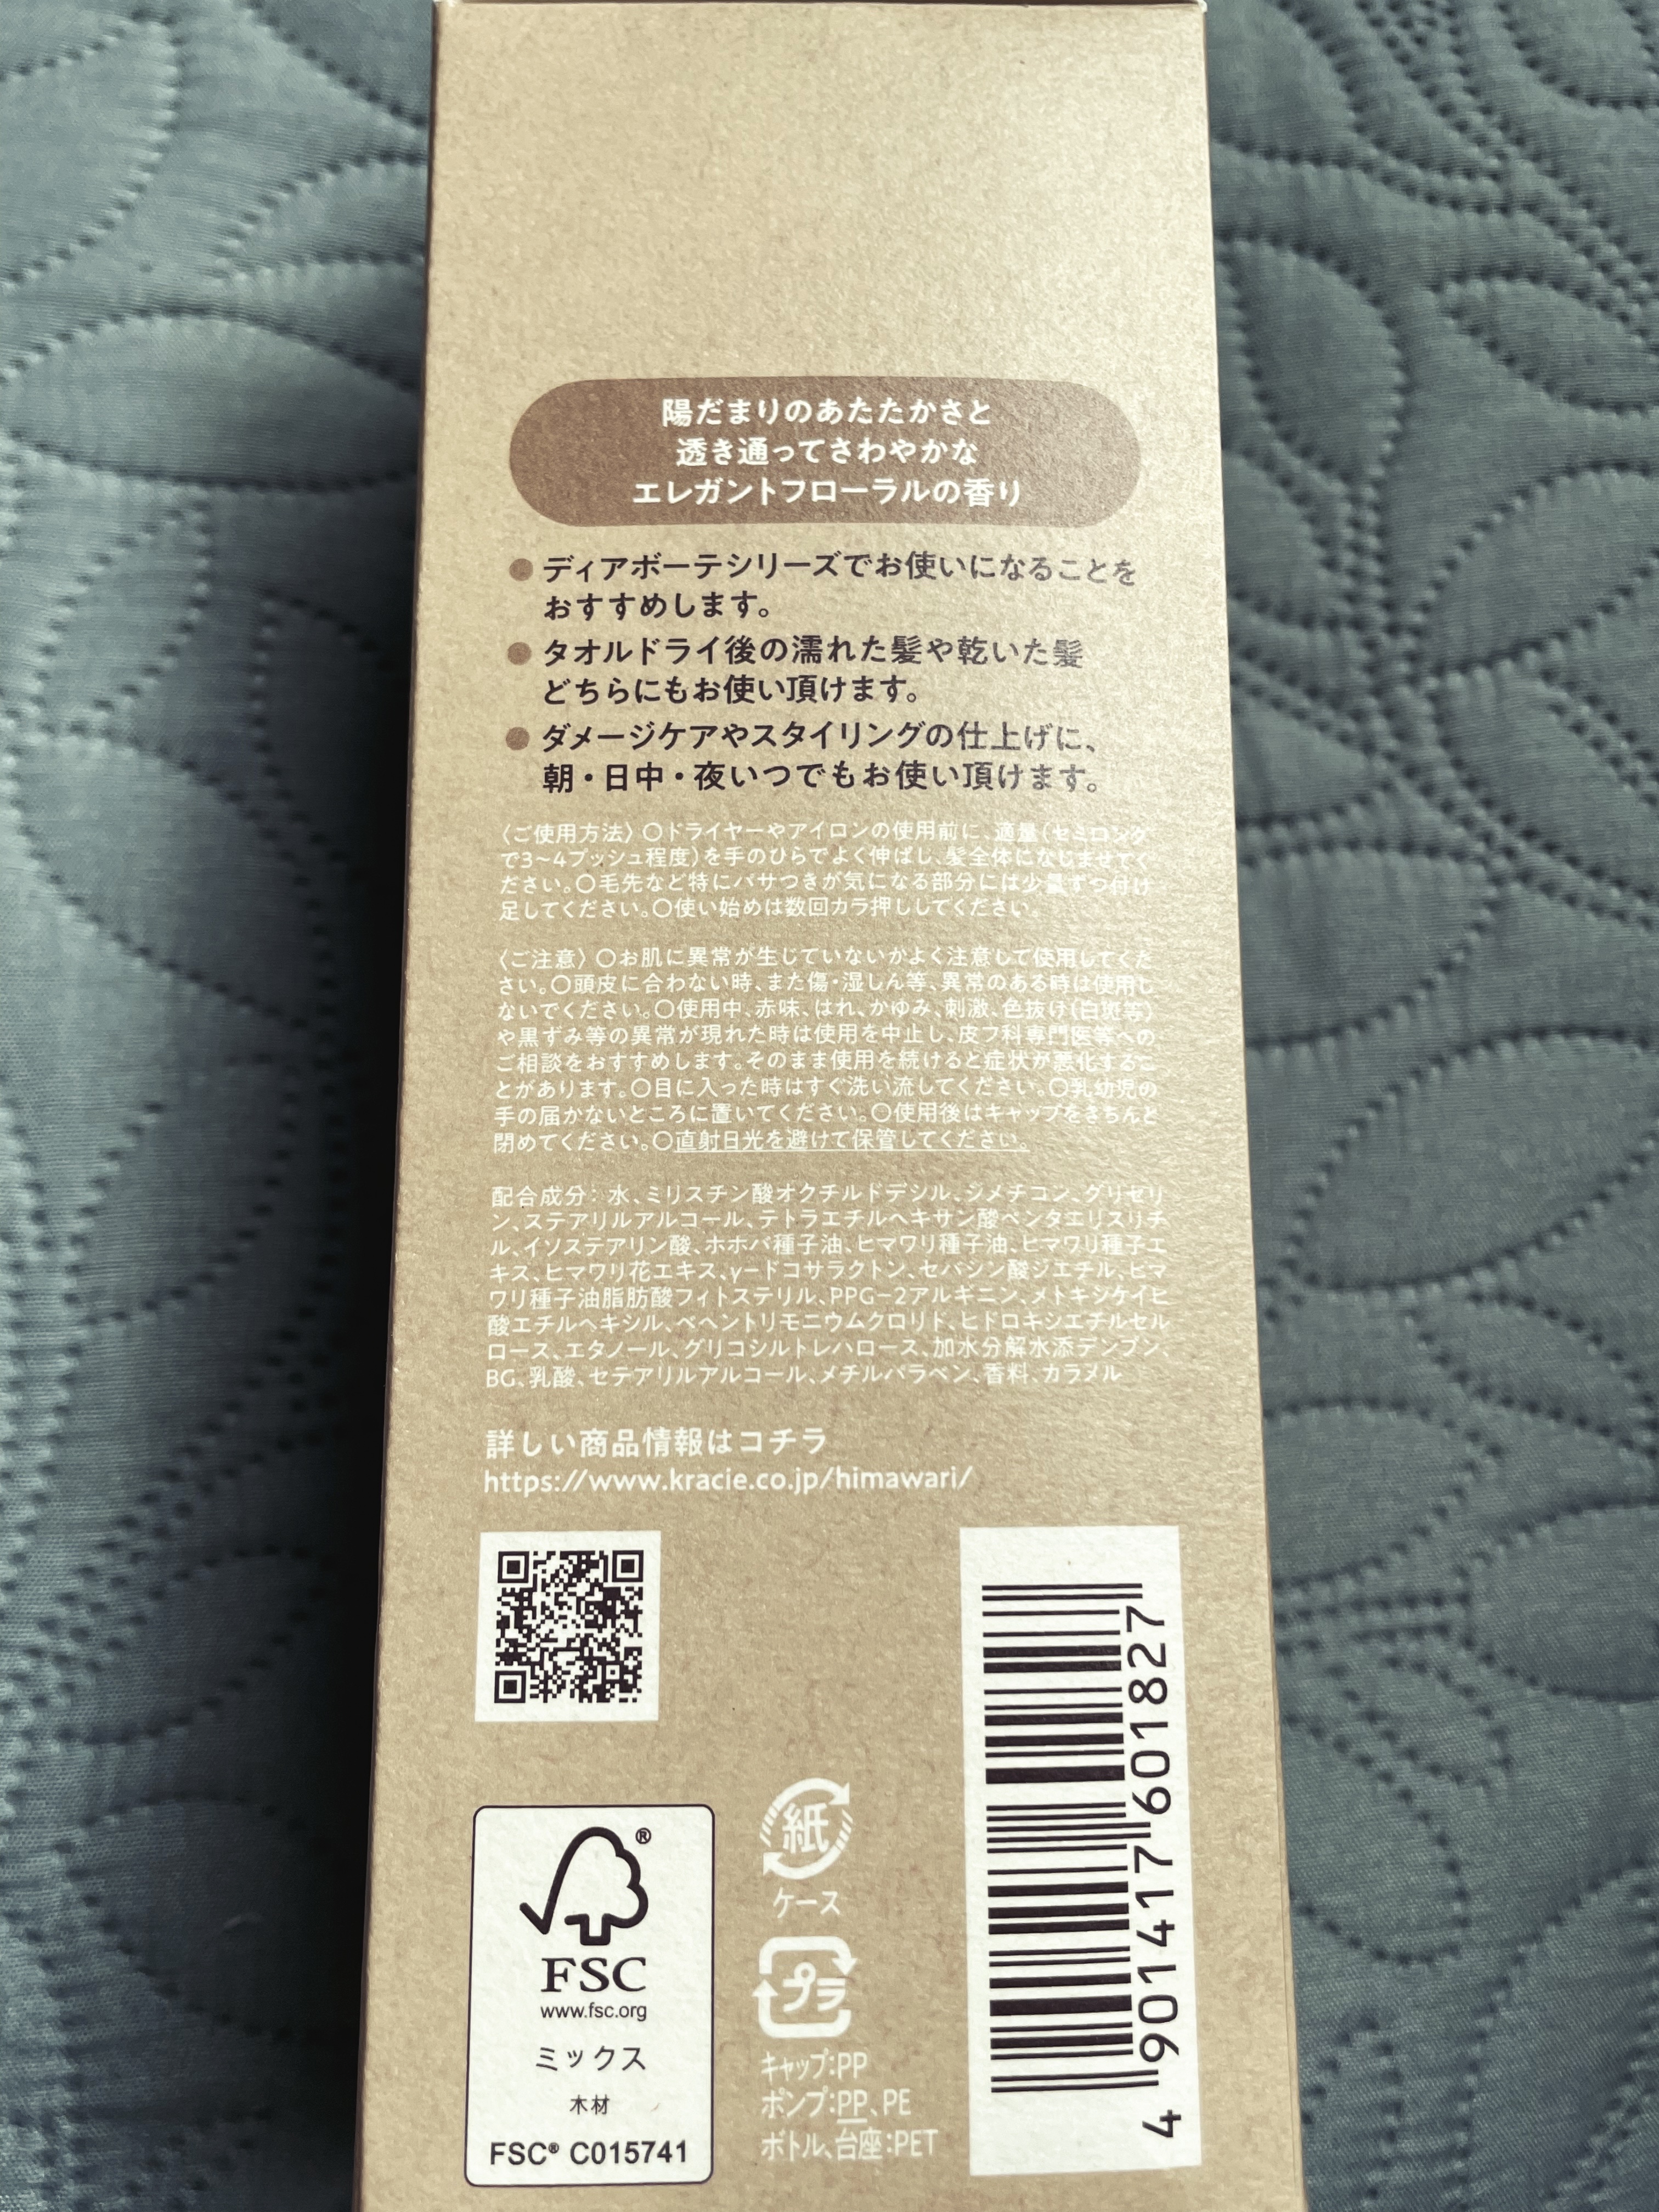 陽だまりのあたたかさと
透き通ってさわやかな
エレガントフローラルの香り
● ディアボーテシリーズでお使いになることを
おすすめします。
● タオルドライ後の濡れた髪や乾いた髪
どちらにもお使い頂けます。
● ダメージケアやスタイリングの仕上げに、
朝・日中・夜いつでもお使い頂けます。
〈ご使用方法〉〇ドライヤーやアイロンの使用前に、適量(セミロング
で3~4プッシュ程度)を手のひらでよく伸ばし、髪全体になじませてく
ださい。〇毛先など特にパサつきが気になる部分には少量ずつ付け
足してください。〇使い始めは数回カラ押ししてください。
〈ご注意〉〇お肌に異常が生じていないかよく注意して使用してくだ
さい。〇頭皮に合わない時、また傷・湿しん等、異常のある時は使用し
ないでください。〇使用中、赤味、はれ、かゆみ、刺激、色抜け(白斑等)
や黒ずみ等の異常が現れた時は使用を中止し、皮フ科専門医等への
ご相談をおすすめします。そのまま使用を続けると症状が悪化するこ
とがあります。〇目に入った時はすぐ洗い流してください。〇乳幼児の
手の届かないところに置いてください。〇使用後はキャップをきちんと
閉めてください。〇直射日光を避けて保管してください。
配合成分：水、ミリスチン酸オクチルドデシル、ジメチコン、グリセリ
ン、ステアリルアルコール、テトラエチルヘキサン酸ペンタエリスリチ
ル、イソステアリン酸、ホホバ種子油、ヒマワリ種子油、ヒマワリ種子エ
キス、ヒマワリ花エキス、γ-ドコサラクトン、セバシン酸ジエチル、ヒマ
ワリ種子油脂肪酸フィトステリル、PPG-2アルギニン、メトキシケイヒ
酸エチルヘキシル、ベヘントリモニウムクロリド、ヒドロキシエチルセル
ロース、エタノール、グリコシルトレハロース、加水分解水添デンプン、
BG、乳酸、セテアリルアルコール、メチルパラベン、香料、カラメル
詳しい商品情報はコチラ
https://www.kracie.co.jp/himawari/
FSC®
www.fsc.org
ミックス
木材
FSC® C015741
紙
ケース
プラ
キャップ:PP
ポンプ:PP、PE
ボトル、台座:PET
4 901417 601827